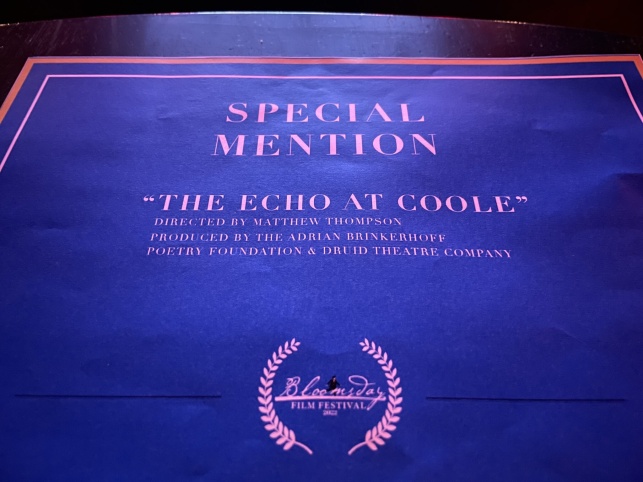 SPECIAL
MENTION
“THE ECHO AT COOLE”
DIRECTED BY MATTHEW THOMPSON
PRODUCED BY THE ADRIAN BRINKERHOFF
POETRY FOUNDATION & DRUID THEATRE COMPANY
Bloomsday
FILM FESTIVAL